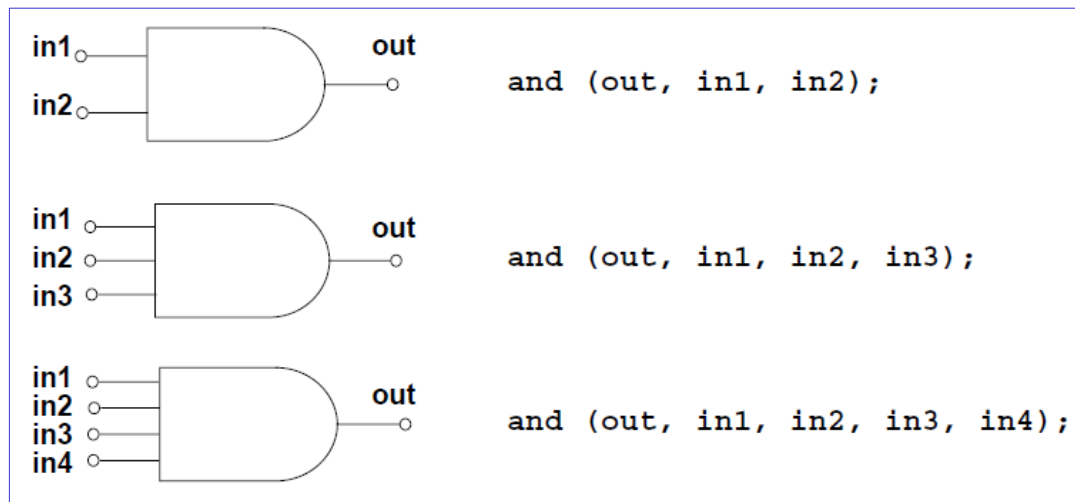 in1
out
and (out, in1, in2);
in2
in1
out
in2
and (out, in1, in2, in3);
in3
in1
out
in2
and (out, in1, in2, in3, in4);
in3
in4